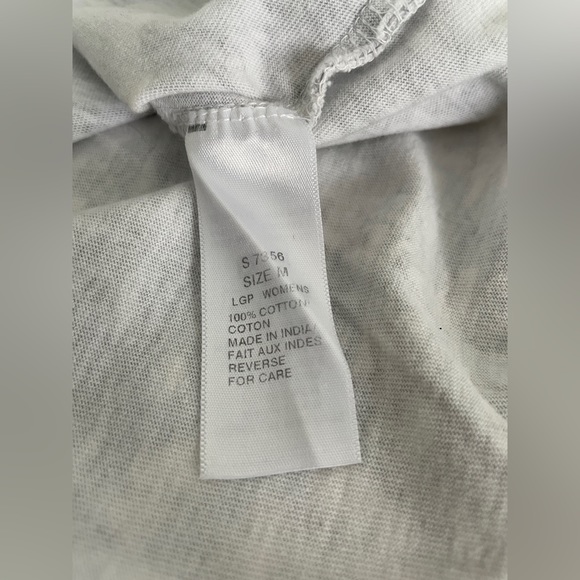 S 7356
SIZE M
LGP WOMENS
100% COTTON
COTON
MADE IN INDIA
FAIT AUX INDES
REVERSE
FOR CARE